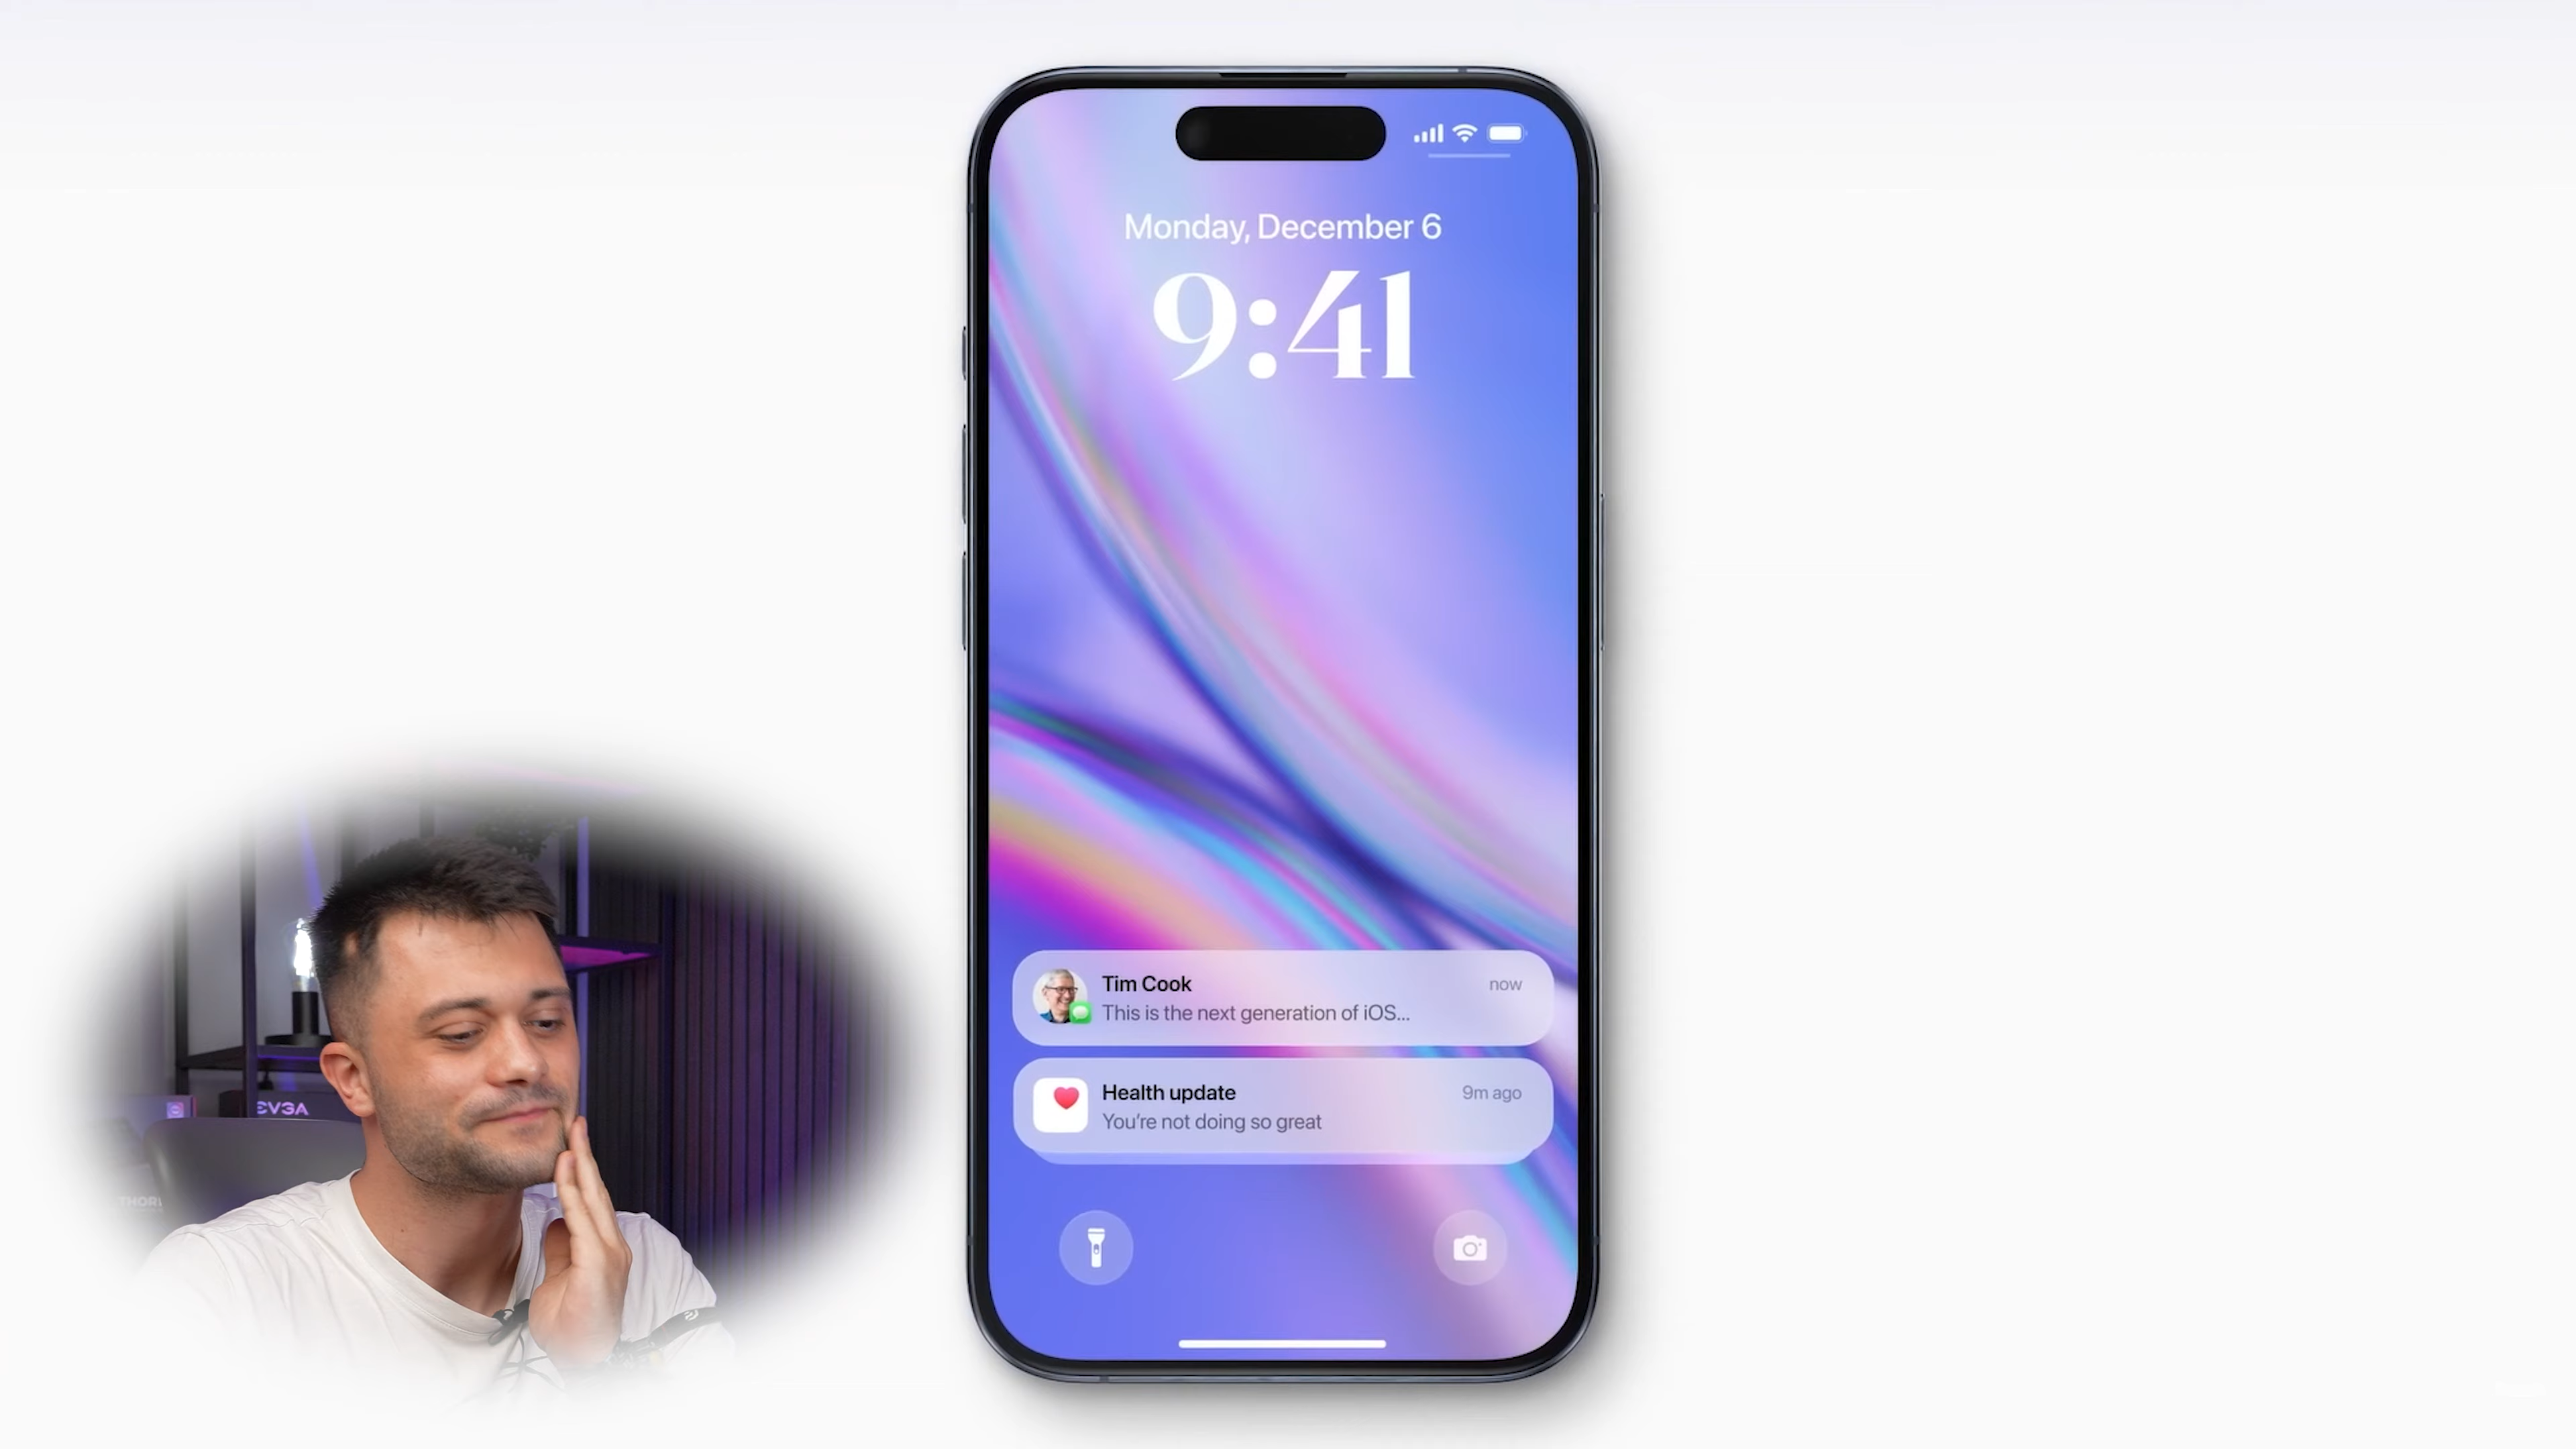 Monday, December 6
9:41
Tim Cook
now
This is the next generation of iOS...
Health update
9m ago
You're not doing so great
EVGA
THOR